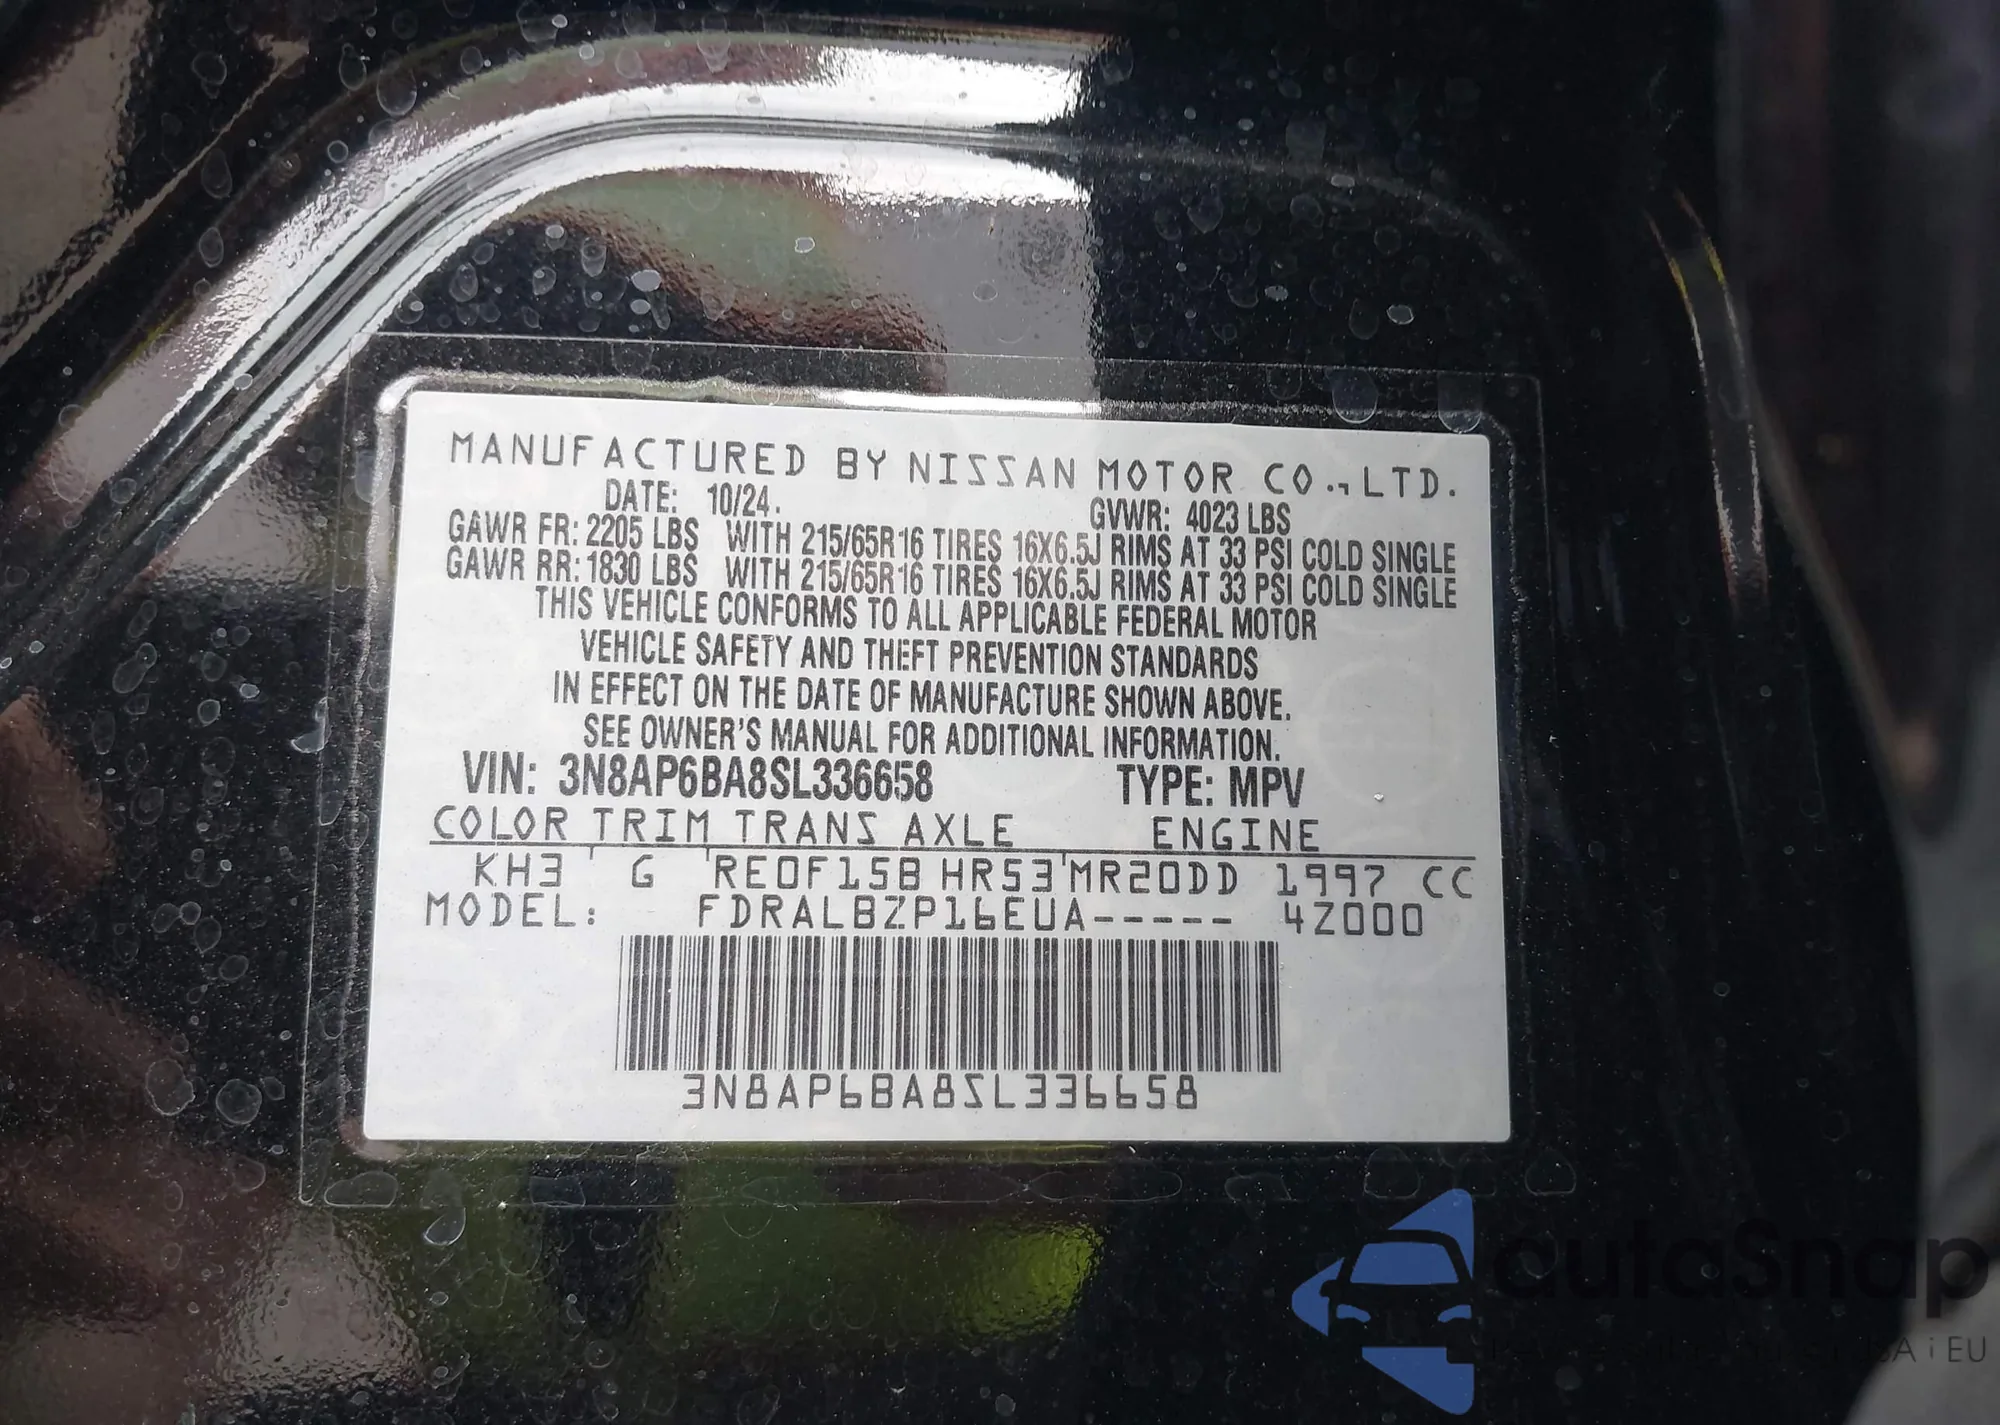 MANUFACTURED BY NISSAN MOTOR CO.,LTD.
DATE: 10/24. GVWR: 4023 LBS
GAWR FR: 2205 LBS WITH 215/65R16 TIRES 16X6.5J RIMS AT 33 PSI COLD SINGLE
GAWR RR: 1830 LBS WITH 215/65R16 TIRES 16X6.5J RIMS AT 33 PSI COLD SINGLE
THIS VEHICLE CONFORMS TO ALL APPLICABLE FEDERAL MOTOR
VEHICLE SAFETY AND THEFT PREVENTION STANDARDS
IN EFFECT ON THE DATE OF MANUFACTURE SHOWN ABOVE.
SEE OWNER'S MANUAL FOR ADDITIONAL INFORMATION.
VIN: 3N8AP6BA8SL336658 TYPE: MPV
COLOR TRIM TRANS AXLE ENGINE
KH3 G RE0F15B HR53 MR20DD 1997 CC
MODEL: FDRALBZP16EUA----- 4Z000
3N8AP6BA8SL336658
autaSnap
USA i EU